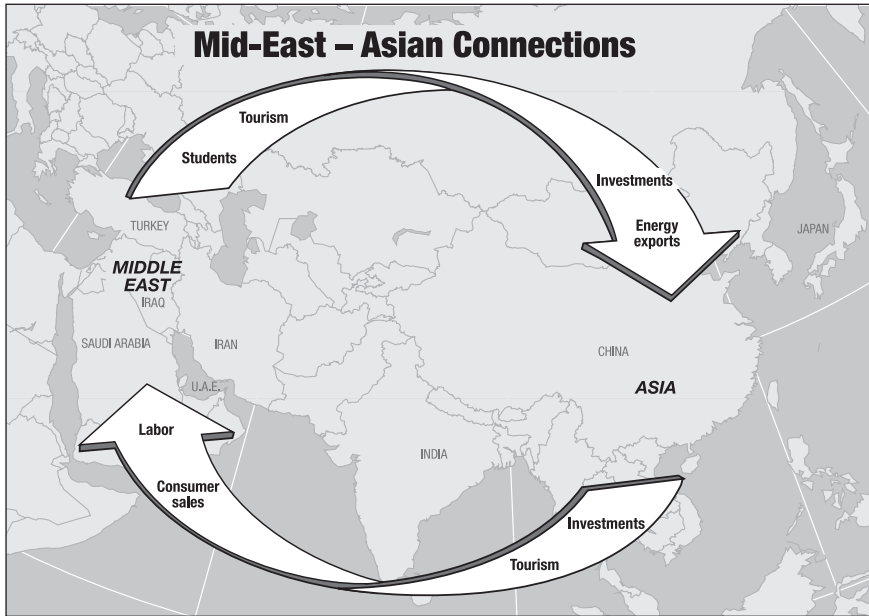 Mid-East – Asian Connections
Tourism
Students
Investments
Energy
exports
TURKEY
JAPAN
MIDDLE
EAST
IRAQ
SAUDI ARABIA
IRAN
CHINA
U.A.E.
ASIA
Labor
INDIA
Consumer
sales
Investments
Tourism